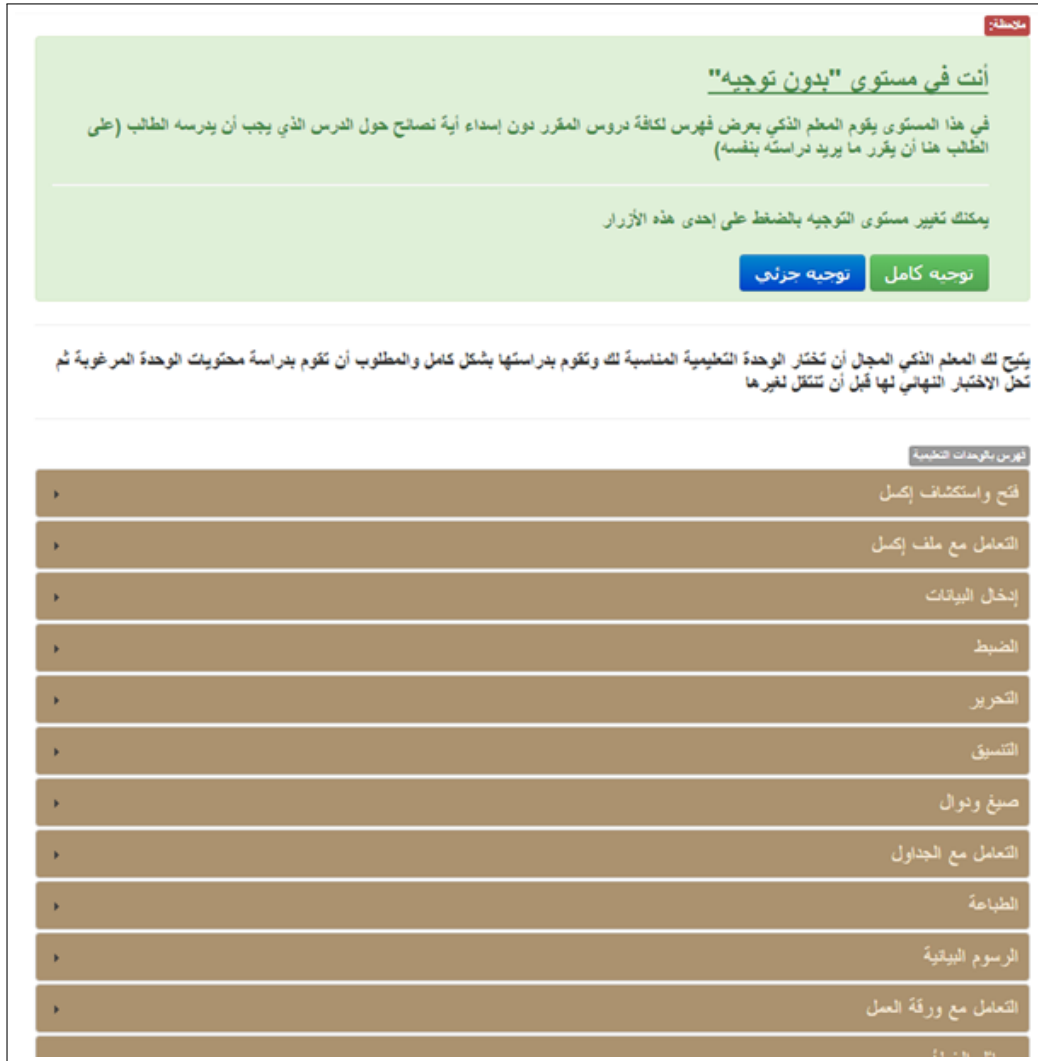 ملاحظة:
أنت في مستوى "بدون توجيه"
في هذا المستوى يقوم المعلم الذكي بعرض فهرس لكافة دروس المقرر دون إسداء أية نصائح حول الدرس الذي يجب أن يدرسه الطالب (على
الطالب هنا أن يقرر ما يريد دراسته بنفسه)
يمكنك تغيير مستوى التوجيه بالضغط على إحدى هذه الأزرار
توجيه كامل توجيه جزئي
يتيح لك المعلم الذكي المجال أن تختار الوحدة التعليمية المناسبة لك وتقوم بدراستها بشكل كامل والمطلوب أن تقوم بدراسة محتويات الوحدة المرغوبة ثم
تحل الاختبار النهائي لها قبل أن تنتقل لغيرها
فهرس بالوحدات التعليمية
فتح واستكشاف إكسل
التعامل مع ملف إكسل
إدخال البيانات
الضبط
التحرير
التنسيق
صيغ ودوال
التعامل مع الجداول
الطباعة
الرسوم البيانية
التعامل مع ورقة العمل